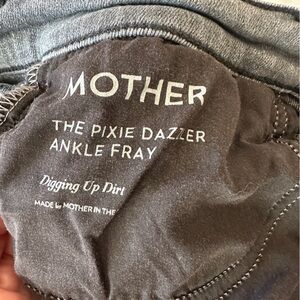 MOTHER
THE PIXIE DAZZER
ANKLE FRAY
Digging Up Dirt
MADE by MOTHER IN THE